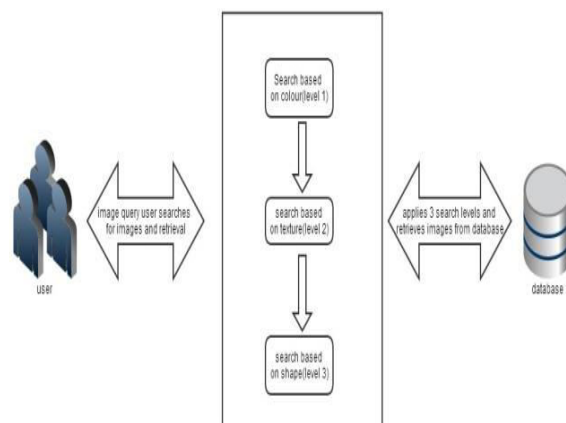 Search based
on colour(level 1)
image query user searches
for images and retrieval
search based
on texture(level 2)
applies 3 search levels and
retrieves images from database
user
database
search based
on shape(level 3)